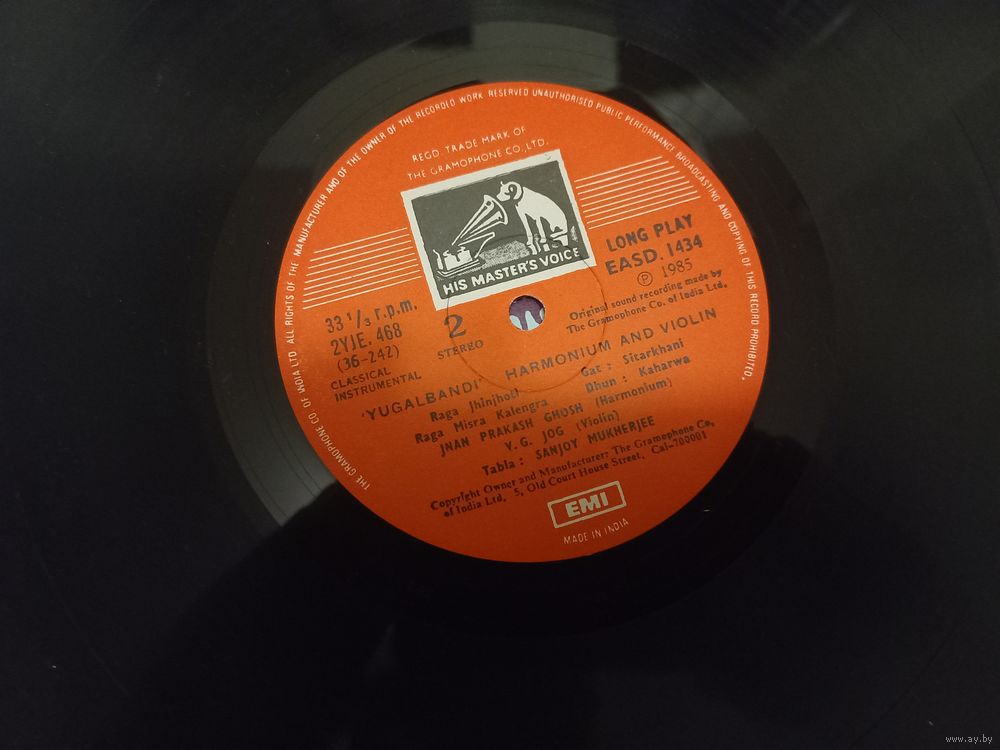 THE GRAMOPHONE CO OF INDIA LTD. ALL RIGHTS OF THE MANUFACTURER AND OF THE OWNER OF THE RECORDED WORK RESERVED UNAUTHORISED PUBLIC PERFORMANCE BROADCASTING AND COPYING OF THIS RECORD PROHIBITED.
REGD. TRADE MARK OF
THE GRAMOPHONE CO., LTD.
HIS MASTER'S VOICE
LONG PLAY
EASD. 1434
Ⓟ 1985
Original sound recording made by
The Gramophone Co. of India Ltd.
33 1/3 r.p.m.
2YJE. 468
(36-242)
CLASSICAL
INSTRUMENTAL
2
STEREO
'YUGALBANDI' HARMONIUM AND VIOLIN
Raga Jhinjhoti Gat : Sitarkhani
Raga Misra Kalengra Dhun : Kaharwa
JNAN PRAKASH GHOSH (Harmonium)
V. G. JOG (Violin)
Tabla : SANJOY MUKHERJEE
Copyright Owner and Manufacturer: The Gramophone Co,
of India Ltd. 5, Old Court House Street, Cal-700001
EMI
MADE IN INDIA
www.ay.by